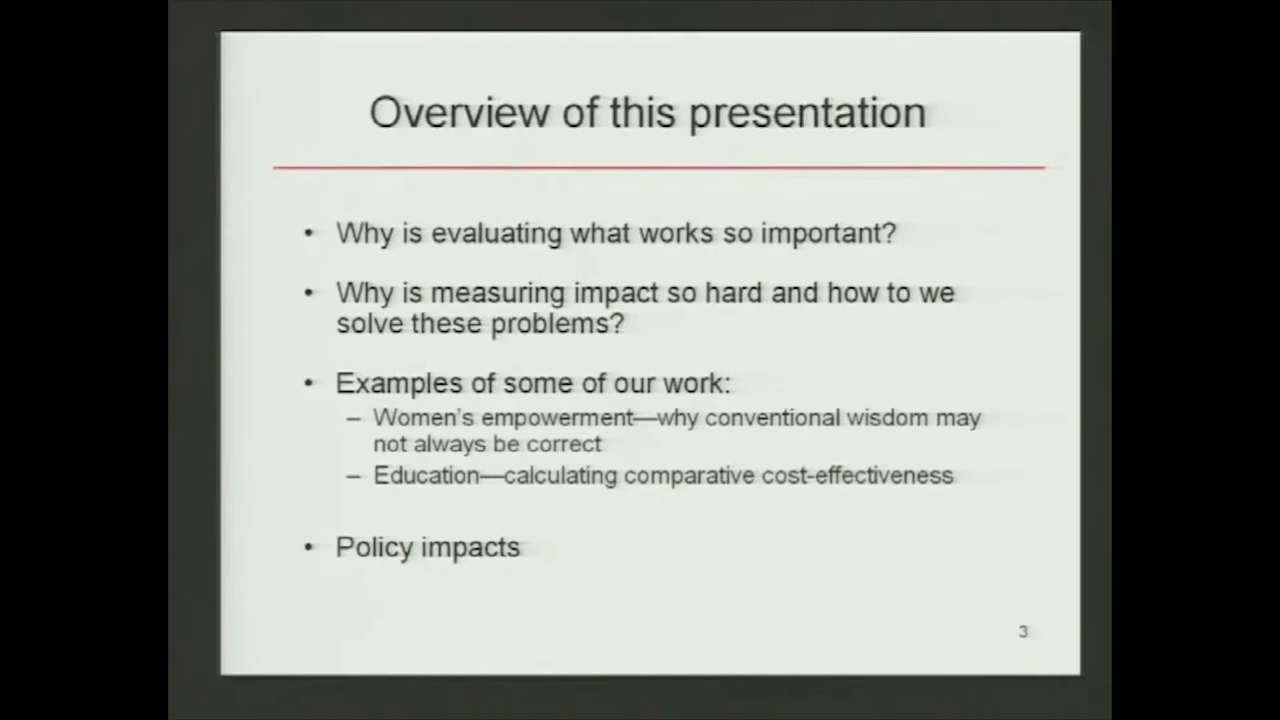 Overview of this presentation
• Why is evaluating what works so important?
• Why is measuring impact so hard and how to we
solve these problems?
• Examples of some of our work:
– Women's empowerment—why conventional wisdom may
not always be correct
– Education—calculating comparative cost-effectiveness
• Policy impacts
3